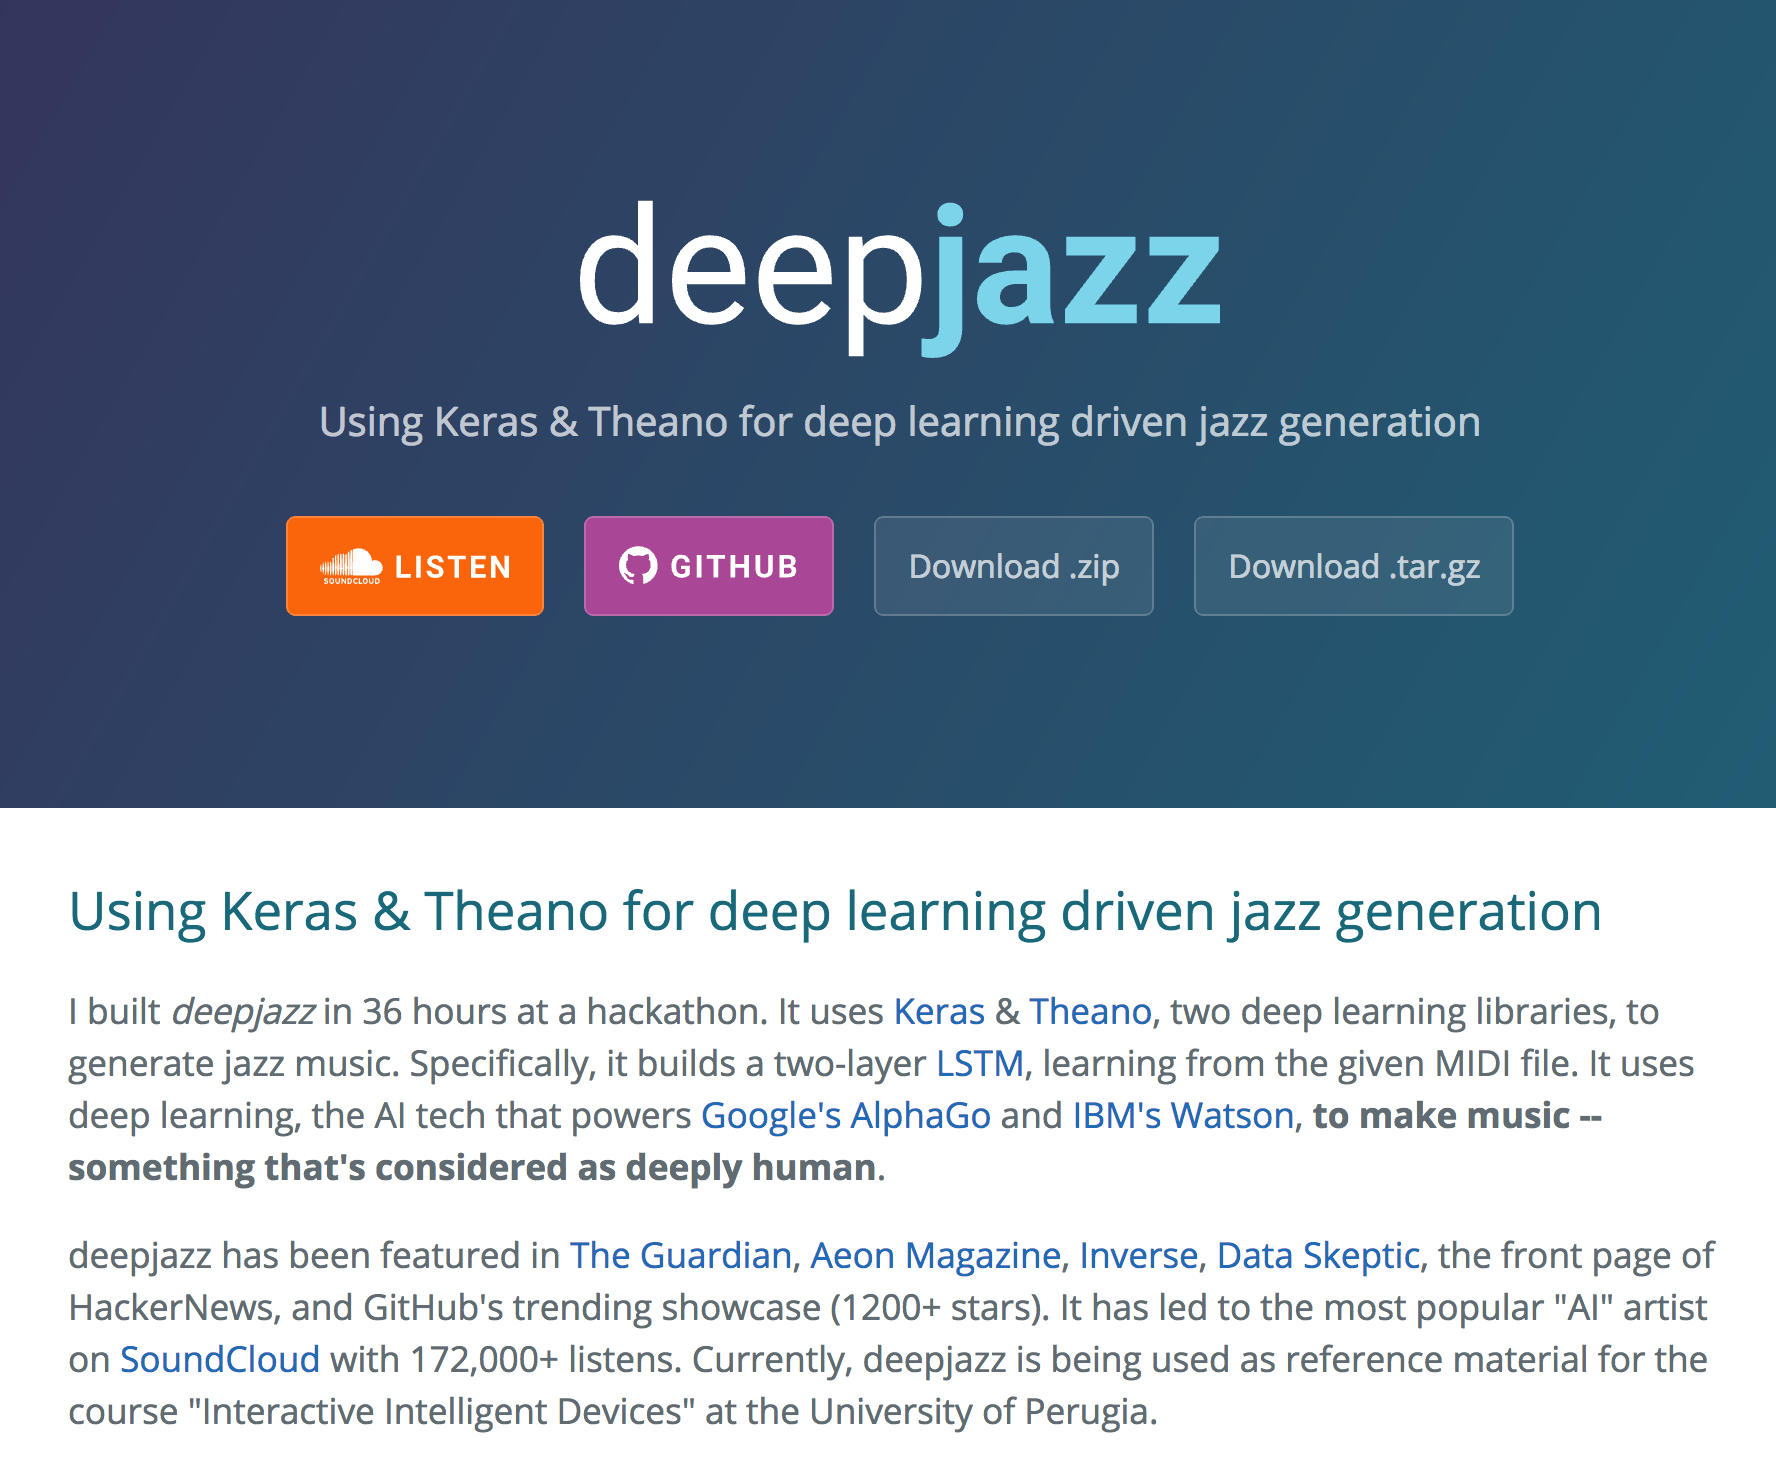 deepjazz
Using Keras & Theano for deep learning driven jazz generation
SOUNDCLOUD LISTEN
GITHUB
Download .zip
Download .tar.gz
Using Keras & Theano for deep learning driven jazz generation
I built deepjazz in 36 hours at a hackathon. It uses Keras & Theano, two deep learning libraries, to
generate jazz music. Specifically, it builds a two-layer LSTM, learning from the given MIDI file. It uses
deep learning, the AI tech that powers Google's AlphaGo and IBM's Watson, to make music --
something that's considered as deeply human.
deepjazz has been featured in The Guardian, Aeon Magazine, Inverse, Data Skeptic, the front page of
HackerNews, and GitHub's trending showcase (1200+ stars). It has led to the most popular "AI" artist
on SoundCloud with 172,000+ listens. Currently, deepjazz is being used as reference material for the
course "Interactive Intelligent Devices" at the University of Perugia.